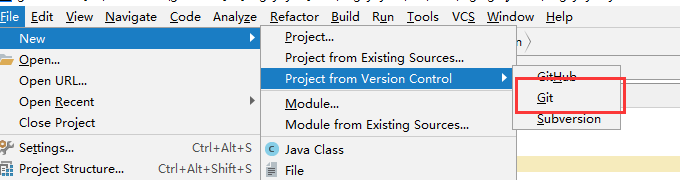 File Edit View Navigate Code Analyze Refactor Build Run Tools VCS Window Help
New
Open...
Open URL...
Open Recent
Close Project
Settings... Ctrl+Alt+S
Project Structure... Ctrl+Alt+Shift+S
Project...
Project from Existing Sources...
Project from Version Control
Module...
Module from Existing Sources...
Java Class
File
GitHub
Git
Subversion